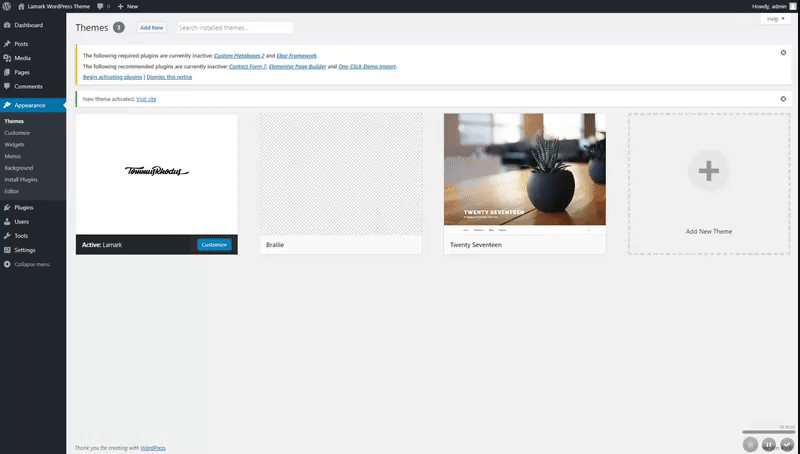 Lamark WordPress Theme 0 New Howdy, admin
Dashboard
Posts
Media
Pages
Comments
Appearance
Themes
Customize
Widgets
Menus
Background
Install Plugins
Editor
Plugins
Users
Tools
Settings
Collapse menu
Themes 3 Add New Search installed themes...
Help
The following required plugins are currently inactive: Custom Metaboxes 2 and Ebor Framework.
The following recommended plugins are currently inactive: Contact Form 7, Elementor Page Builder and One Click Demo Import.
Begin activating plugins | Dismiss this notice
New theme activated. Visit site
TommusRhodus
Active: Lamark Customize
Brailie
TWENTY SEVENTEEN
Twenty Seventeen
Add New Theme
Thank you for creating with WordPress